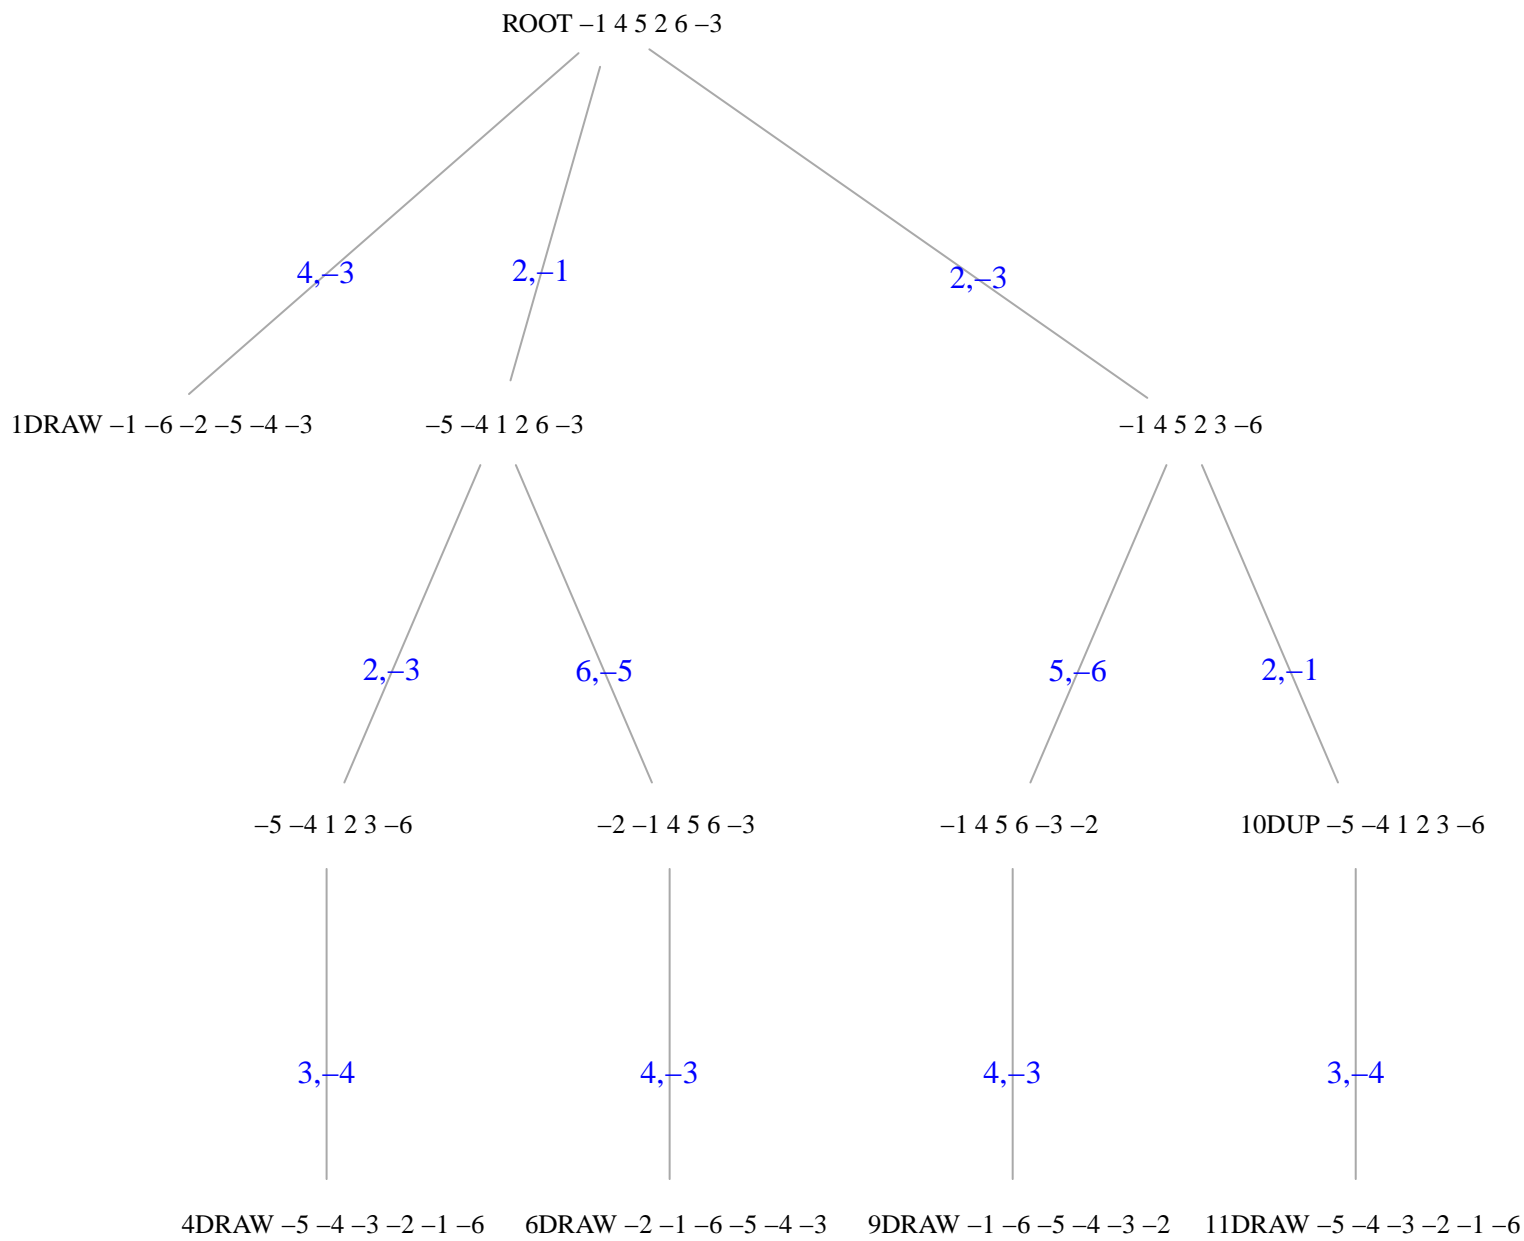 ROOT –1 4 5 2 6 –3
4,–3
2,–1
2,–3
1DRAW –1 –6 –2 –5 –4 –3
–5 –4 1 2 6 –3
–1 4 5 2 3 –6
2,–3
6,–5
5,–6
2,–1
–5 –4 1 2 3 –6
–2 –1 4 5 6 –3
–1 4 5 6 –3 –2
10DUP –5 –4 1 2 3 –6
3,–4
4,–3
4,–3
3,–4
4DRAW –5 –4 –3 –2 –1 –6
6DRAW –2 –1 –6 –5 –4 –3
9DRAW –1 –6 –5 –4 –3 –2
11DRAW –5 –4 –3 –2 –1 –6